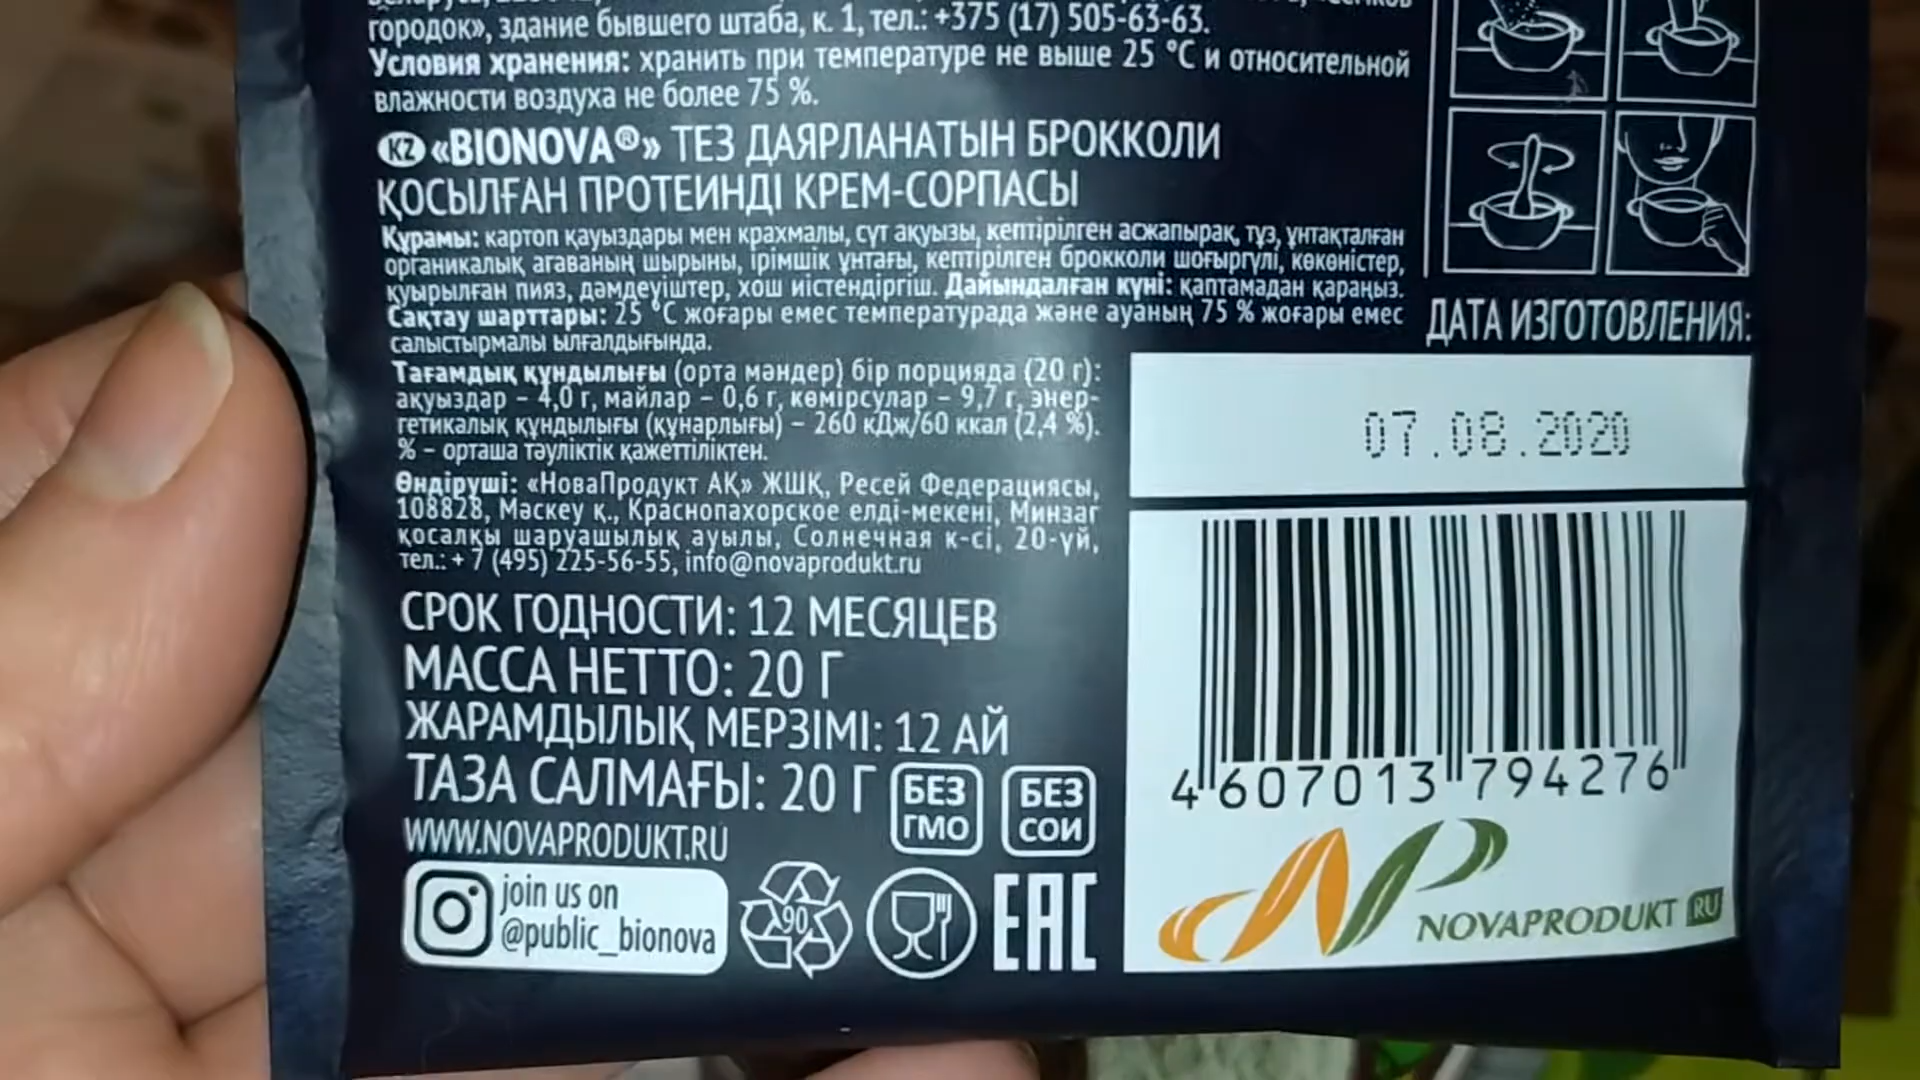 городок», здание бывшего штаба, к. 1, тел.: +375 (17) 505-63-63.
Условия хранения: хранить при температуре не выше 25 °C и относительной
влажности воздуха не более 75 %.
KZ «BIONOVA®» ТЕЗ ДАЯРЛАНАТЫН БРОККОЛИ
ҚОСЫЛҒАН ПРОТЕИНДІ КРЕМ-СОРПАСЫ
Құрамы: картоп қауыздары мен крахмалы, сүт ақуызы, кептірілген асжапырақ, тұз, ұнтақталған
органикалық агаваның шырыны, ірімшік ұнтағы, кептірілген брокколи шоғыргүлі, көкөністер,
қуырылған пияз, дәмдеуіштер, хош иістендіргіш. Дайындалған күні: қаптамадан қараңыз.
Сақтау шарттары: 25 °C жоғары емес температурада және ауаның 75 % жоғары емес
салыстырмалы ылғалдығында.
Тағамдық құндылығы (орта мәндер) бір порцияда (20 г):
ақуыздар – 4,0 г, майлар – 0,6 г, көмірсулар – 9,7 г, энер-
гетикалық құндылығы (құнарлығы) – 260 кДж/60 ккал (2,4 %).
% – орташа тәуліктік қажеттіліктен.
Өндіруші: «НоваПродукт АҚ» ЖШҚ, Ресей Федерациясы,
108828, Мәскеу қ., Краснопахорское елді-мекені, Минзаг
қосалқы шаруашылық ауылы, Солнечная к-сі, 20-үй,
тел.: + 7 (495) 225-56-55, info@novaprodukt.ru
СРОК ГОДНОСТИ: 12 МЕСЯЦЕВ
МАССА НЕТТО: 20 Г
ЖАРАМДЫЛЫҚ МЕРЗІМІ: 12 АЙ
ТАЗА САЛМАҒЫ: 20 Г
БЕЗ
ГМО
БЕЗ
СОИ
WWW.NOVAPRODUKT.RU
join us on
@public_bionova
90
EAC
ДАТА ИЗГОТОВЛЕНИЯ:
07.08.2020
4 607013 794276
NOVAPRODUKT RU